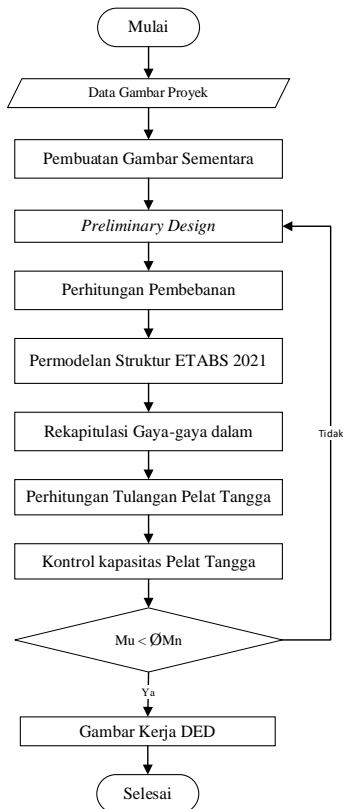 Mulai
Data Gambar Proyek
Pembuatan Gambar Sementara
Preliminary Design
Perhitungan Pembebanan
Permodelan Struktur ETABS 2021
Rekapitulasi Gaya-gaya dalam
Tidak
Perhitungan Tulangan Pelat Tangga
Kontrol kapasitas Pelat Tangga
Mu < ØMn
Ya
Gambar Kerja DED
Selesai